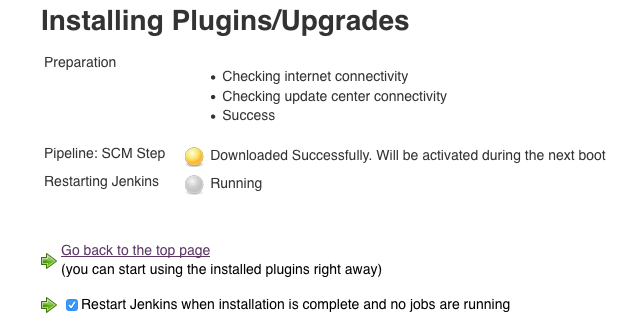 Installing Plugins/Upgrades
Preparation
Checking internet connectivity
Checking update center connectivity
Success
Pipeline: SCM Step Downloaded Successfully. Will be activated during the next boot
Restarting Jenkins Running
Go back to the top page
(you can start using the installed plugins right away)
Restart Jenkins when installation is complete and no jobs are running